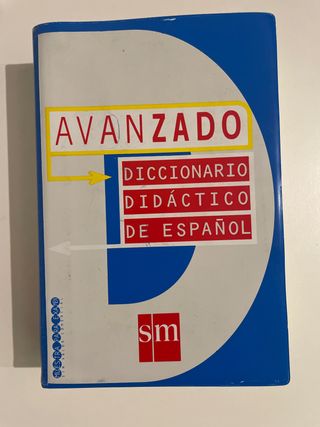 AVANZADO
DICCIONARIO
DIDÁCTICO
DE ESPAÑOL
sm